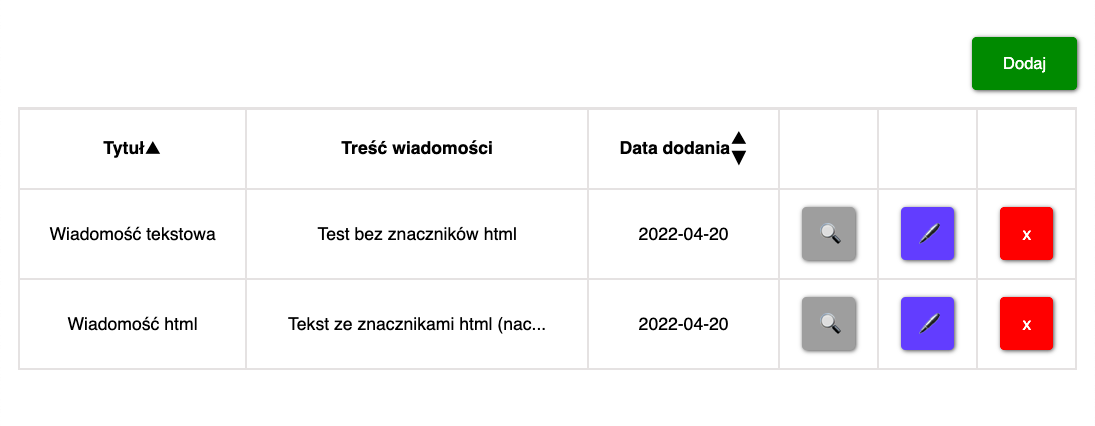 Dodaj
Tytuł▲ Treść wiadomości Data dodania▲▼
Wiadomość tekstowa Test bez znaczników html 2022-04-20 x
Wiadomość html Tekst ze znacznikami html (nac... 2022-04-20 x